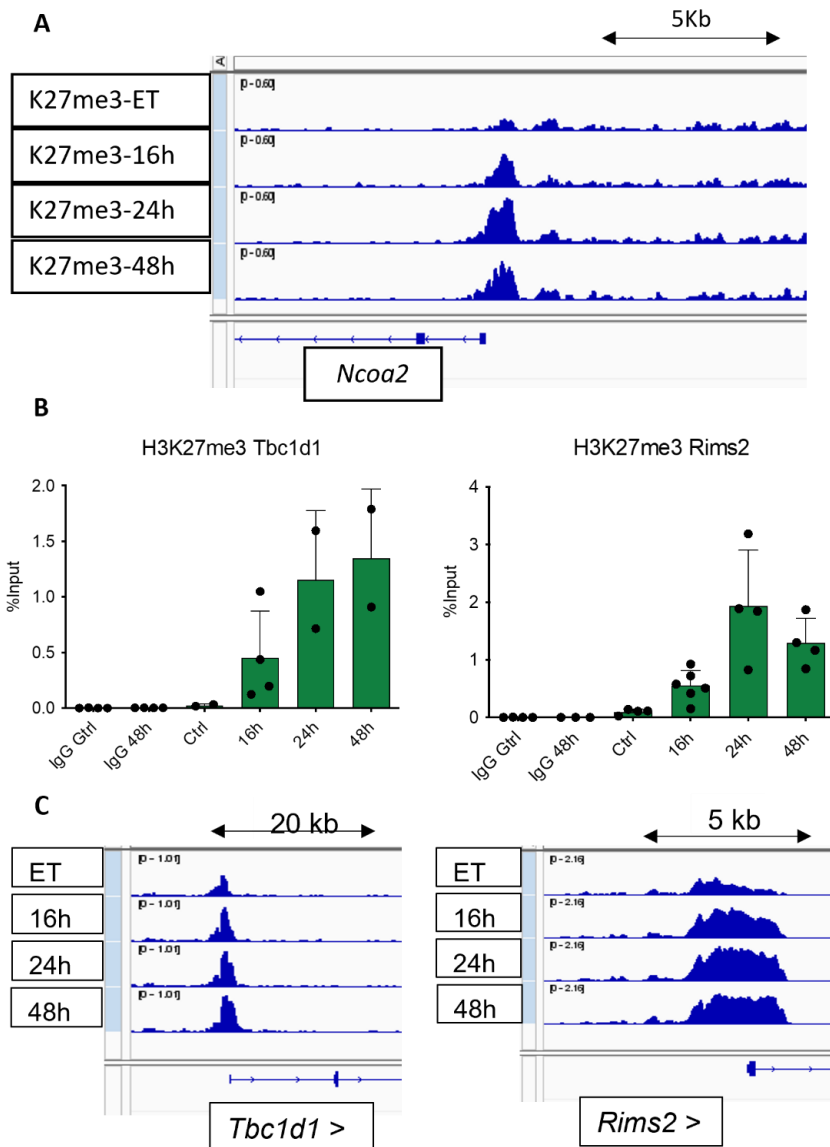 A
5Kb
A
K27me3-ET
[0 - 0.60]
K27me3-16h
[0 - 0.60]
K27me3-24h
[0 - 0.60]
K27me3-48h
[0 - 0.60]
Ncoa2
B
H3K27me3 Tbc1d1
%Input
2.0
1.5
1.0
0.5
0.0
IgG Gtrl
IgG 48h
Ctrl
16h
24h
48h
H3K27me3 Rims2
%Input
4
3
2
1
0
IgG Gtrl
IgG 48h
Ctrl
16h
24h
48h
C
20 kb
ET
[0 - 1.01]
16h
[0 - 1.01]
24h
[0 - 1.01]
48h
[0 - 1.01]
Tbc1d1 >
5 kb
ET
[0 - 2.16]
16h
[0 - 2.16]
24h
[0 - 2.16]
48h
[0 - 2.16]
Rims2 >